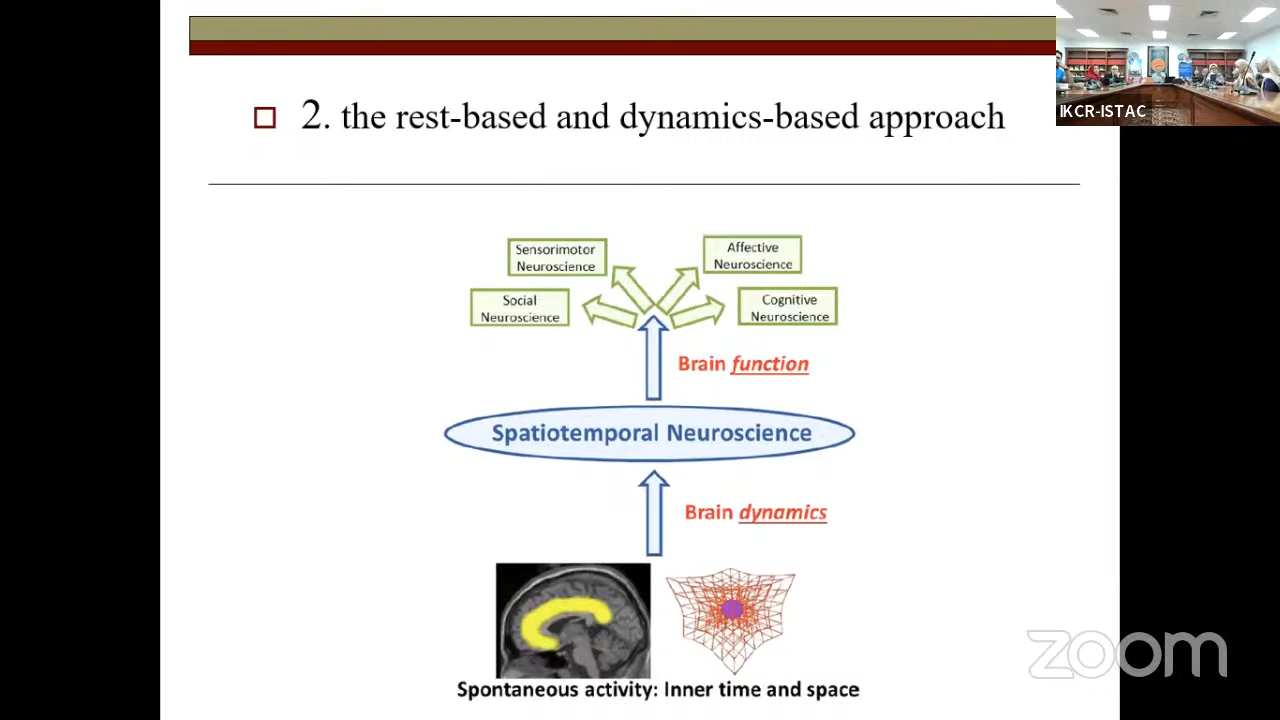 2. the rest-based and dynamics-based approach
IKCR-ISTAC
Sensorimotor
Neuroscience
Affective
Neuroscience
Social
Neuroscience
Cognitive
Neuroscience
Brain function
Spatiotemporal Neuroscience
Brain dynamics
Spontaneous activity: Inner time and space
zoom